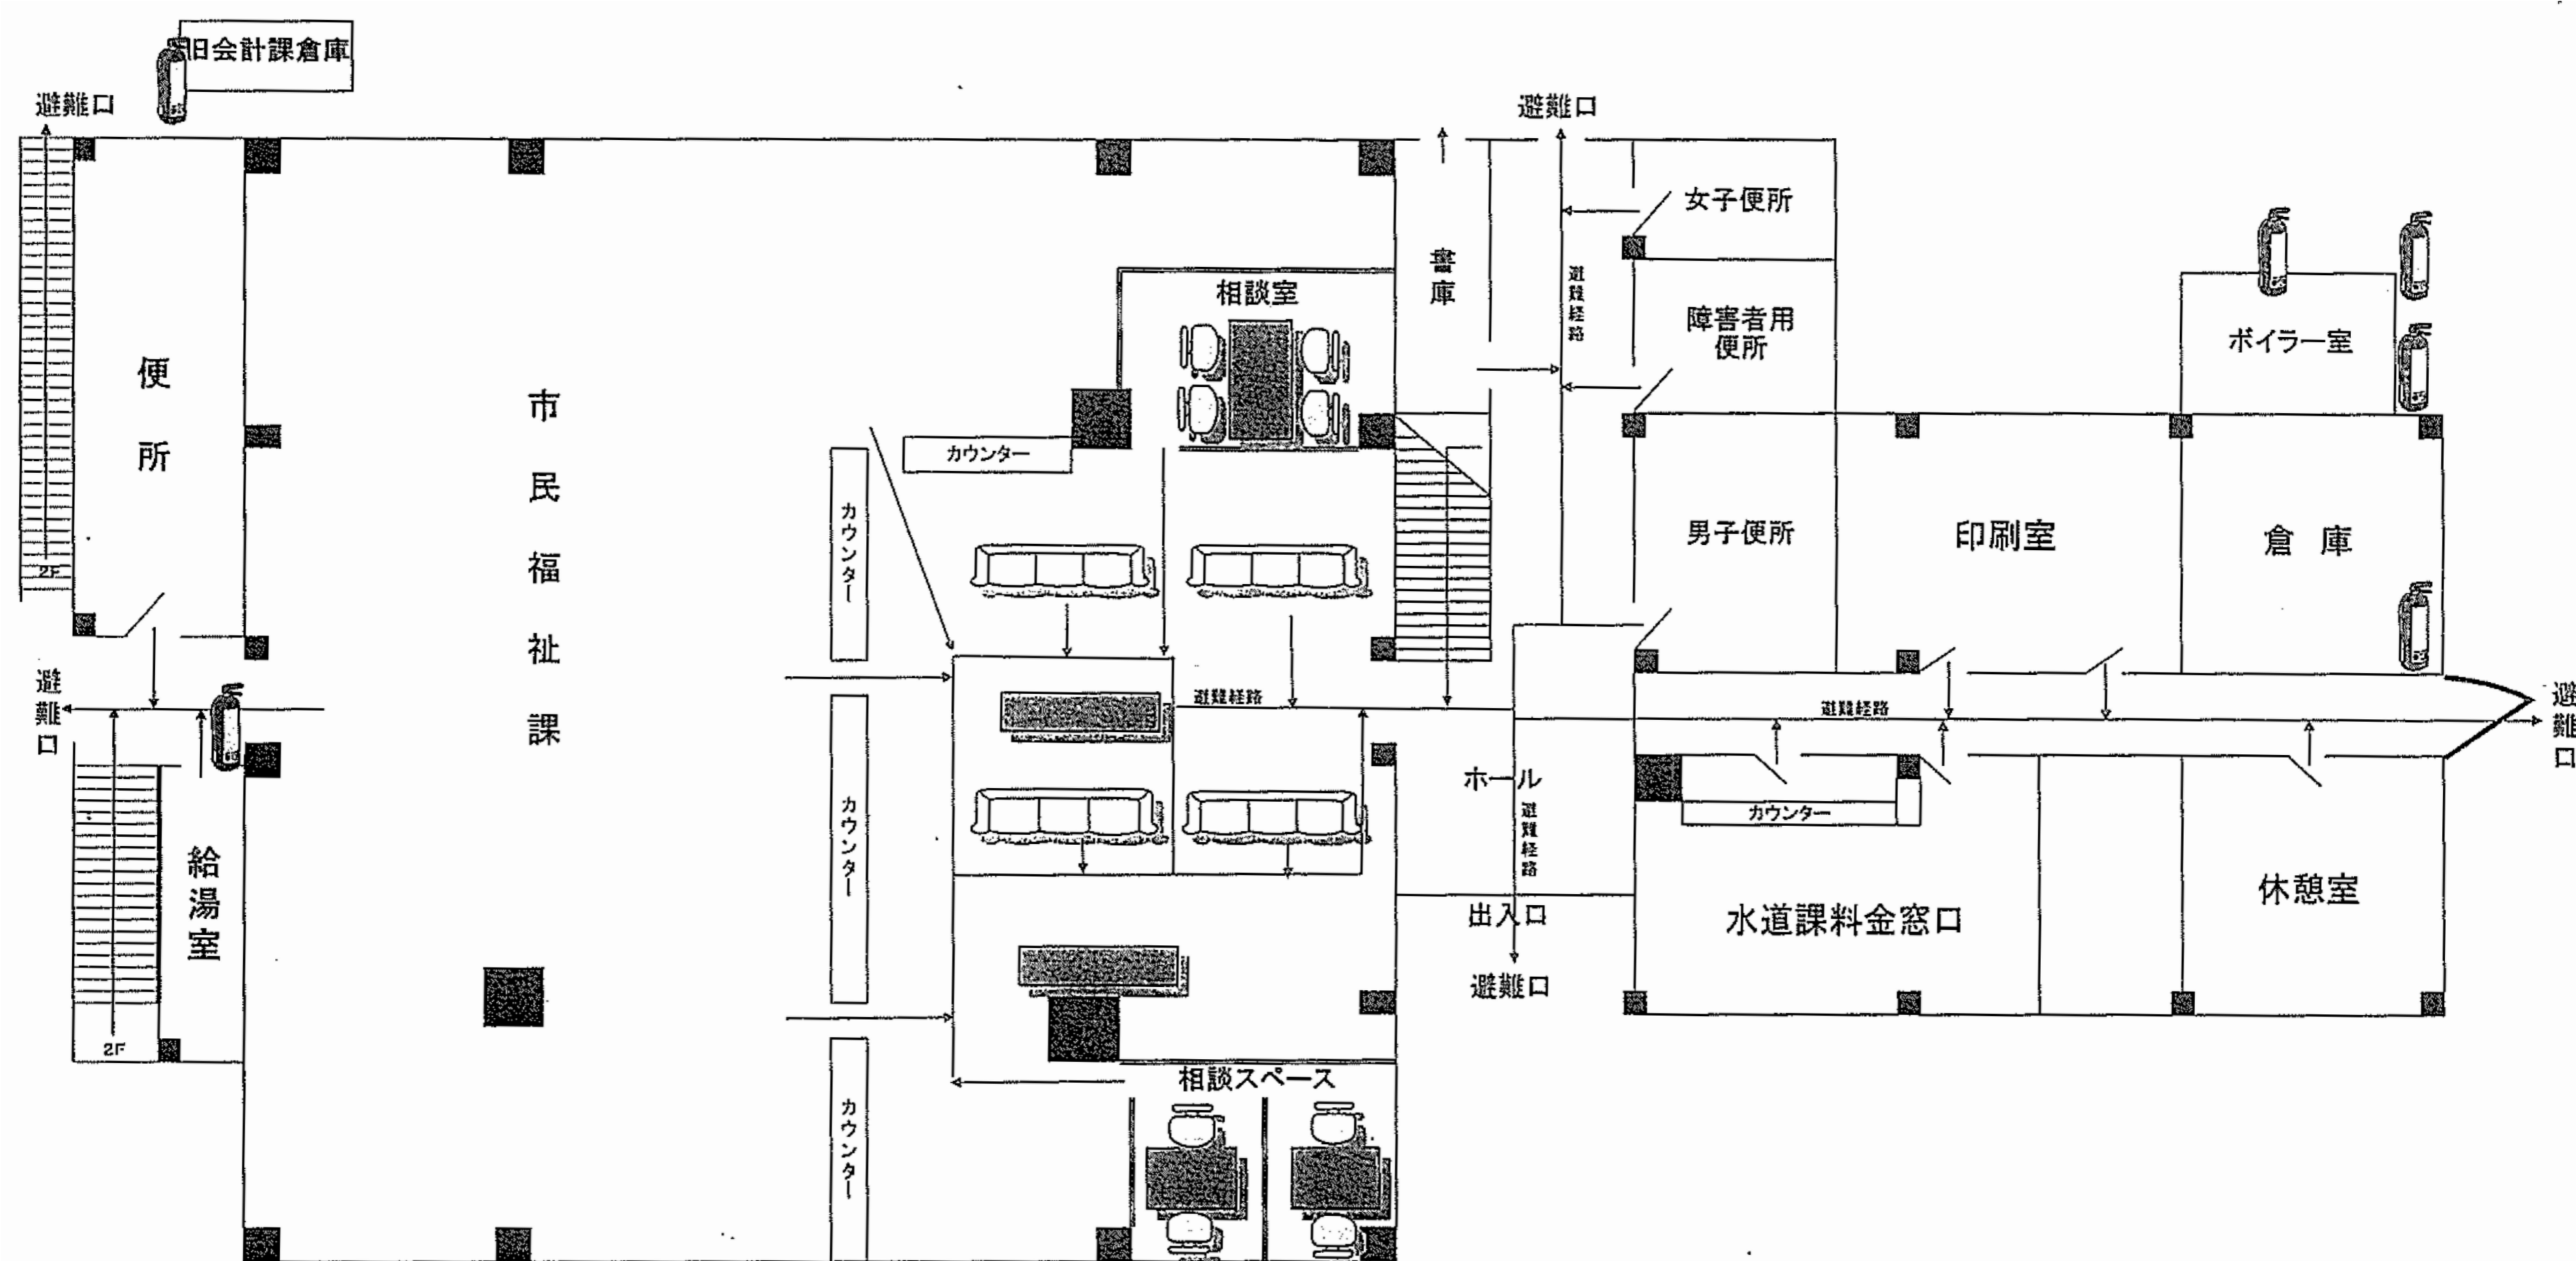 旧会計課倉庫
避難口
避難口
女子便所
書庫
避難経路
相談室
障害者用
便所
ボイラー室
便所
市民福祉課
カウンター
カウンター
男子便所
印刷室
倉庫
2F
避難口
避難経路
避難経路
避難口
カウンター
ホール
避難経路
カウンター
給湯室
出入口
水道課料金窓口
休憩室
避難口
2F
相談スペース
カウンター